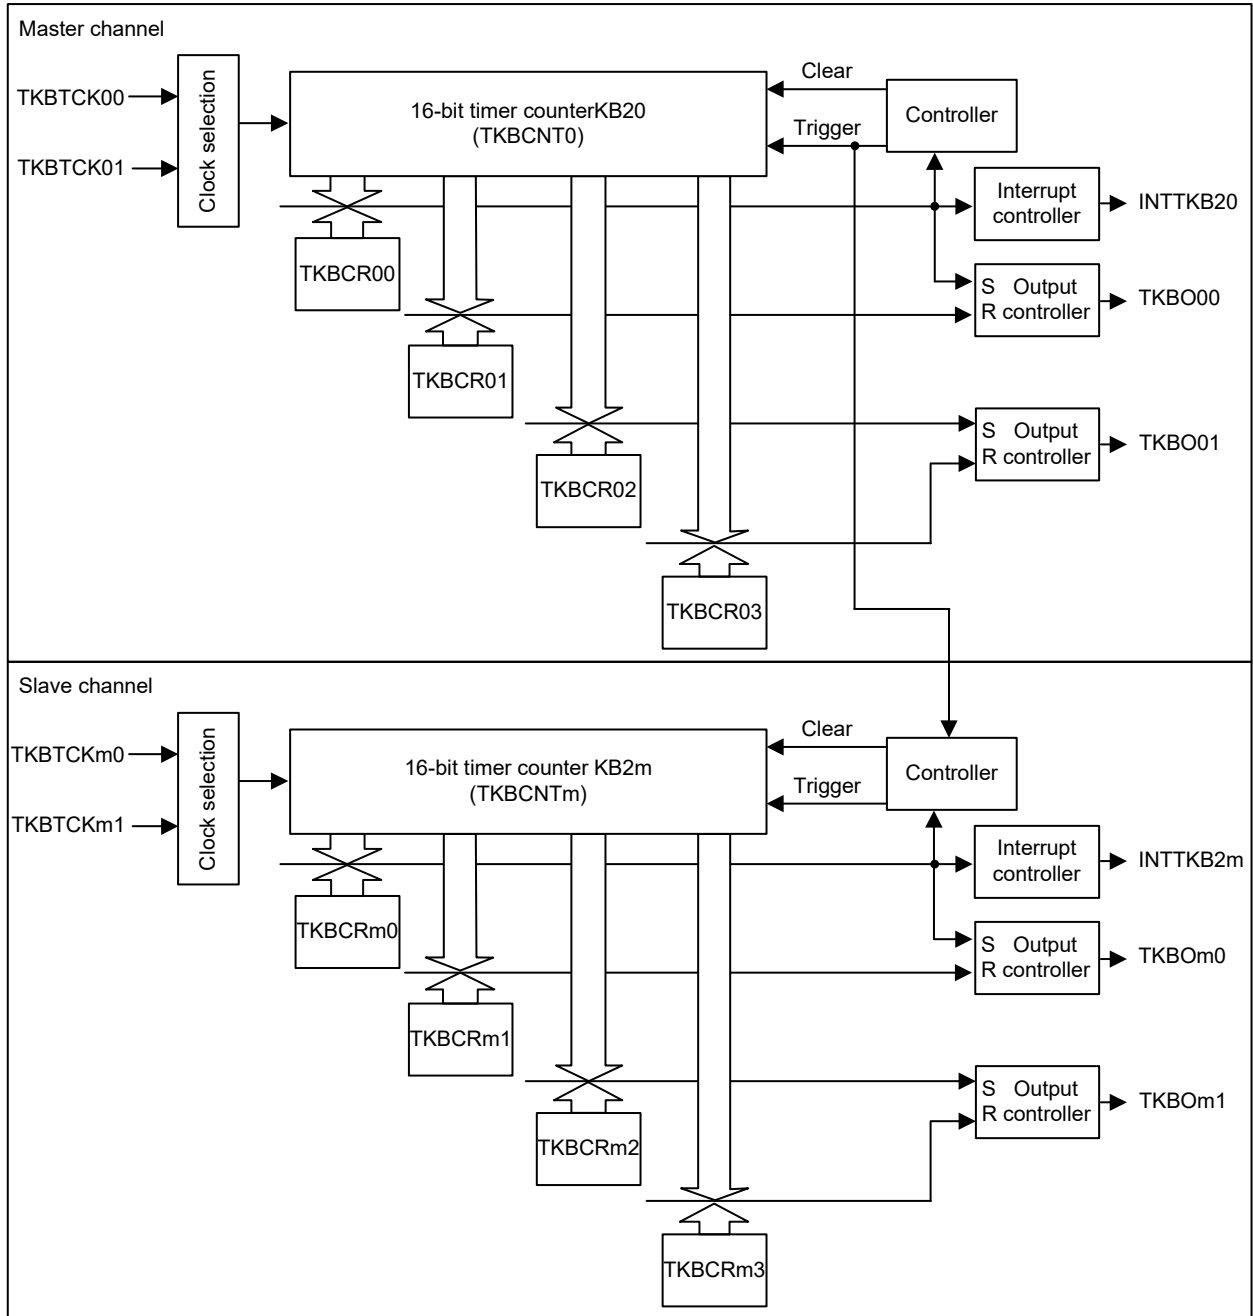 Master channel
TKBTCK00
TKBTCK01
Clock selection
16-bit timer counterKB20
(TKBCNT0)
Clear
Trigger
Controller
Interrupt
controller
INTTKB20
TKBCR00
S Output
R controller
TKBO00
TKBCR01
S Output
R controller
TKBO01
TKBCR02
TKBCR03
Slave channel
TKBTCKm0
TKBTCKm1
Clock selection
16-bit timer counter KB2m
(TKBCNTm)
Clear
Trigger
Controller
Interrupt
controller
INTTKB2m
TKBCRm0
S Output
R controller
TKBOm0
TKBCRm1
S Output
R controller
TKBOm1
TKBCRm2
TKBCRm3